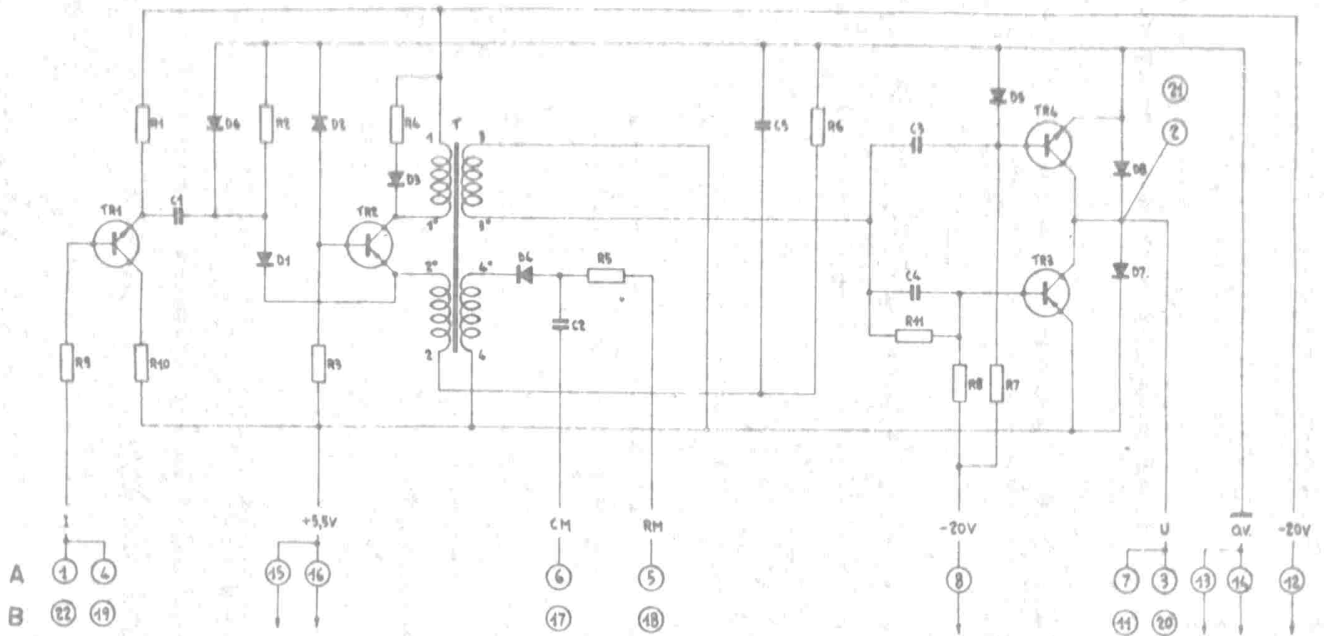 R1
D6
R2
D2
R4
1
T
3
C5
R6
D5
TR4
21
2
C3
TR1
C1
D3
TR2
1°
3°
D8
D1
2°
4°
D4
R5
C4
TR3
D7
C2
R11
R9
R10
R3
2
4
R8
R7
I
+5,5V
CM
RM
-20V
U
0V.
-20V
A 1 4 15 16 6 5 8 7 3 13 14 12
B 22 19 17 18 11 20